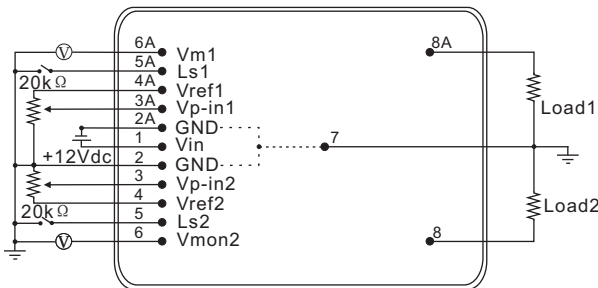 V 6A Vm1 8A
5A Ls1
20kΩ 4A Vref1
3A Vp-in1 Load1
2A GND
1 Vin 7
+12Vdc 2 GND
3 Vp-in2
4 Vref2 Load2
20kΩ 5 Ls2
V 6 Vmon2 8